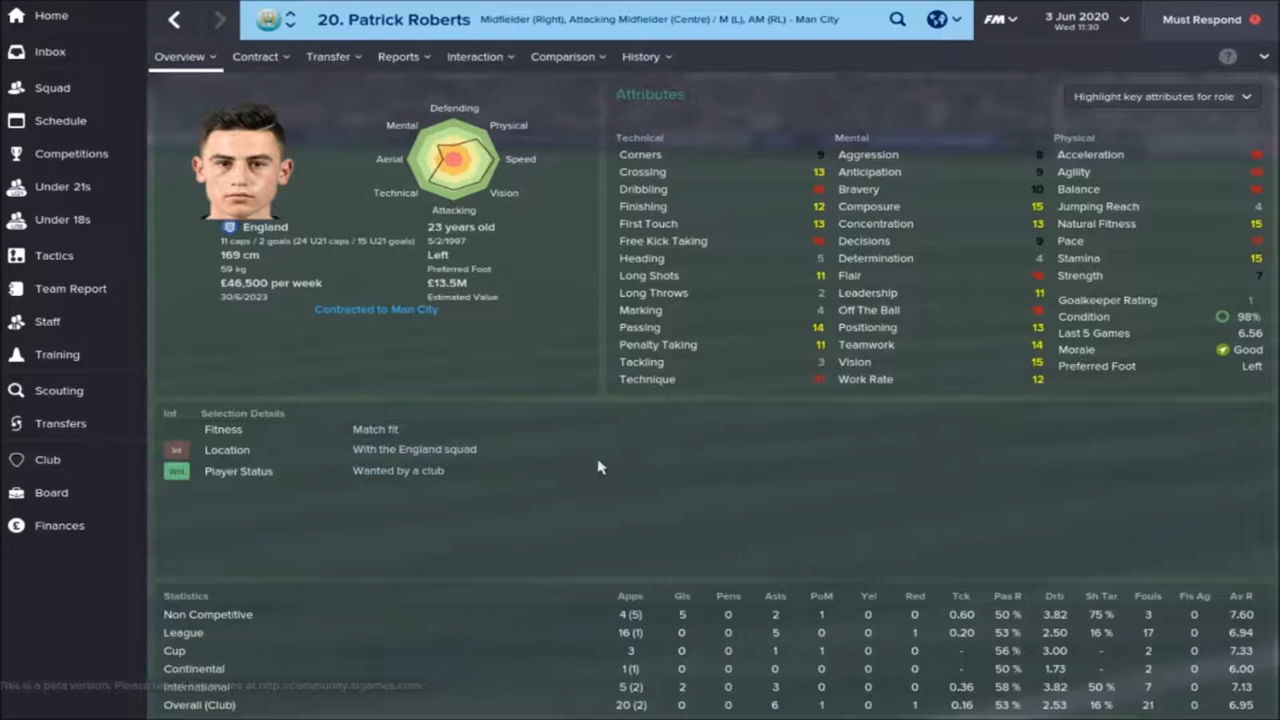 Home
Inbox
Squad
Schedule
Competitions
Under 21s
Under 18s
Tactics
Team Report
Staff
Training
Scouting
Transfers
Club
Board
Finances
20. Patrick Roberts Midfielder (Right), Attacking Midfielder (Centre) / M (L), AM (RL) - Man City
FM
3 Jun 2020
Wed 11:30
Must Respond
Overview Contract Transfer Reports Interaction Comparison History
Defending
Mental Physical
Aerial Speed
Technical Vision
Attacking
England
11 caps / 2 goals (24 U21 caps / 15 U21 goals)
169 cm
59 kg
£46,500 per week
30/6/2023
23 years old
5/2/1997
Left
Preferred Foot
£13.5M
Estimated Value
Contracted to Man City
Attributes
Highlight key attributes for role
Technical
Corners 9
Crossing 13
Dribbling
Finishing 12
First Touch 13
Free Kick Taking
Heading 5
Long Shots 11
Long Throws 2
Marking 4
Passing 14
Penalty Taking 11
Tackling 3
Technique
Mental
Aggression
Anticipation 9
Bravery 10
Composure 15
Concentration 13
Decisions 9
Determination 4
Flair
Leadership 11
Off The Ball
Positioning 13
Teamwork 14
Vision 15
Work Rate 12
Physical
Acceleration
Agility
Balance
Jumping Reach 4
Natural Fitness 15
Pace
Stamina 15
Strength 7
Goalkeeper Rating 1
Condition 98%
Last 5 Games 6.56
Morale Good
Preferred Foot Left
Inf Selection Details
Fitness Match fit
Int Location With the England squad
Wnt Player Status Wanted by a club
Statistics Apps Gls Pens Asts PoM Yel Red Tck Pas R Drb Sh Tar Fouls Fls Ag Av R
Non Competitive 4 (5) 5 0 2 1 0 0 0.60 50 % 3.82 75 % 3 0 7.60
League 16 (1) 0 0 5 0 0 1 0.20 53 % 2.50 16 % 17 0 6.94
Cup 3 0 0 1 1 0 0 - 56 % 3.00 - 2 0 7.33
Continental 1 (1) 0 0 0 0 0 0 - 50 % 1.73 - 2 0 6.00
International 5 (2) 2 0 3 0 0 0 0.36 58 % 3.82 50 % 7 0 7.13
Overall (Club) 20 (2) 0 0 6 1 0 1 0.16 53 % 2.53 16 % 21 0 6.95
This is a beta version. Please at http://community.sigames.com/